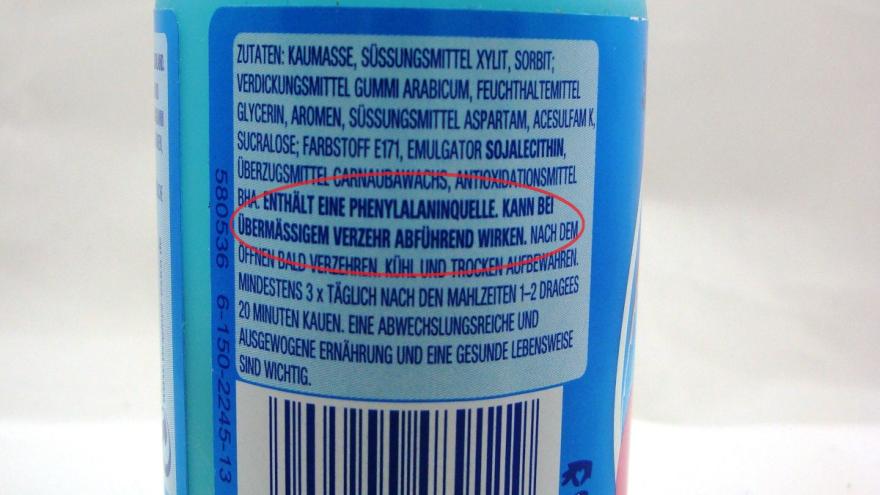 ZUTATEN: KAUMASSE, SÜSSUNGSMITTEL XYLIT, SORBIT;
VERDICKUNGSMITTEL GUMMI ARABICUM, FEUCHTHALTEMITTEL
GLYCERIN, AROMEN, SÜSSUNGSMITTEL ASPARTAM, ACESULFAM K,
SUCRALOSE; FARBSTOFF E171, EMULGATOR SOJALECITHIN,
ÜBERZUGSMITTEL CARNAUBAWACHS, ANTIOXIDATIONSMITTEL
BHA. ENTHÄLT EINE PHENYLALANINQUELLE. KANN BEI
ÜBERMÄSSIGEM VERZEHR ABFÜHREND WIRKEN. NACH DEM
ÖFFNEN BALD VERZEHREN. KÜHL UND TROCKEN AUFBEWAHREN.
MINDESTENS 3 x TÄGLICH NACH DEN MAHLZEITEN 1–2 DRAGEES
20 MINUTEN KAUEN. EINE ABWECHSLUNGSREICHE UND
AUSGEWOGENE ERNÄHRUNG UND EINE GESUNDE LEBENSWEISE
SIND WICHTIG.
580536 6-150-2245-13